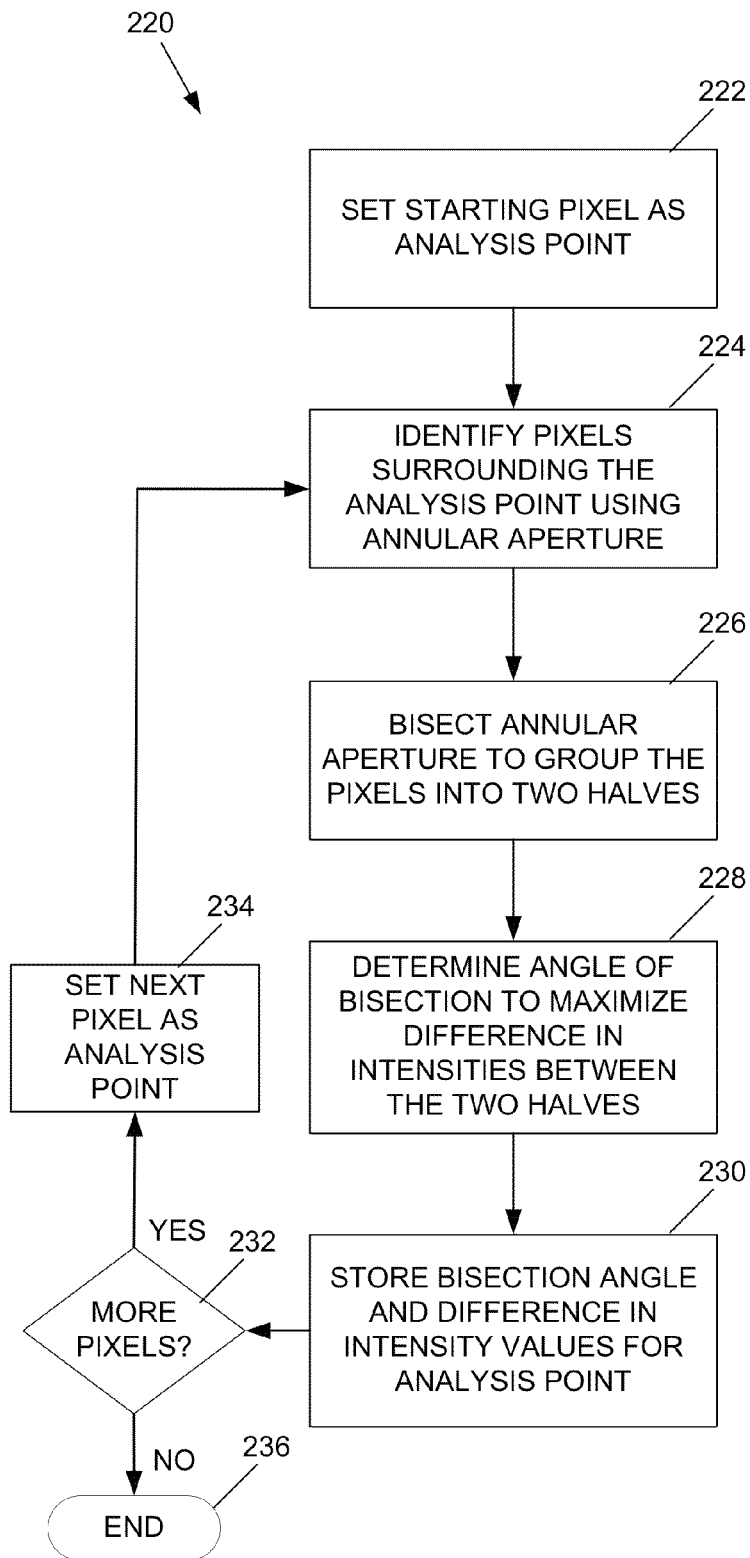 220
222
SET STARTING PIXEL AS
ANALYSIS POINT
224
IDENTIFY PIXELS
SURROUNDING THE
ANALYSIS POINT USING
ANNULAR APERTURE
226
BISECT ANNULAR
APERTURE TO GROUP THE
PIXELS INTO TWO HALVES
228
DETERMINE ANGLE OF
BISECTION TO MAXIMIZE
DIFFERENCE IN
INTENSITIES BETWEEN
THE TWO HALVES
230
STORE BISECTION ANGLE
AND DIFFERENCE IN
INTENSITY VALUES FOR
ANALYSIS POINT
232
MORE
PIXELS?
YES
234
SET NEXT
PIXEL AS
ANALYSIS
POINT
NO
236
END